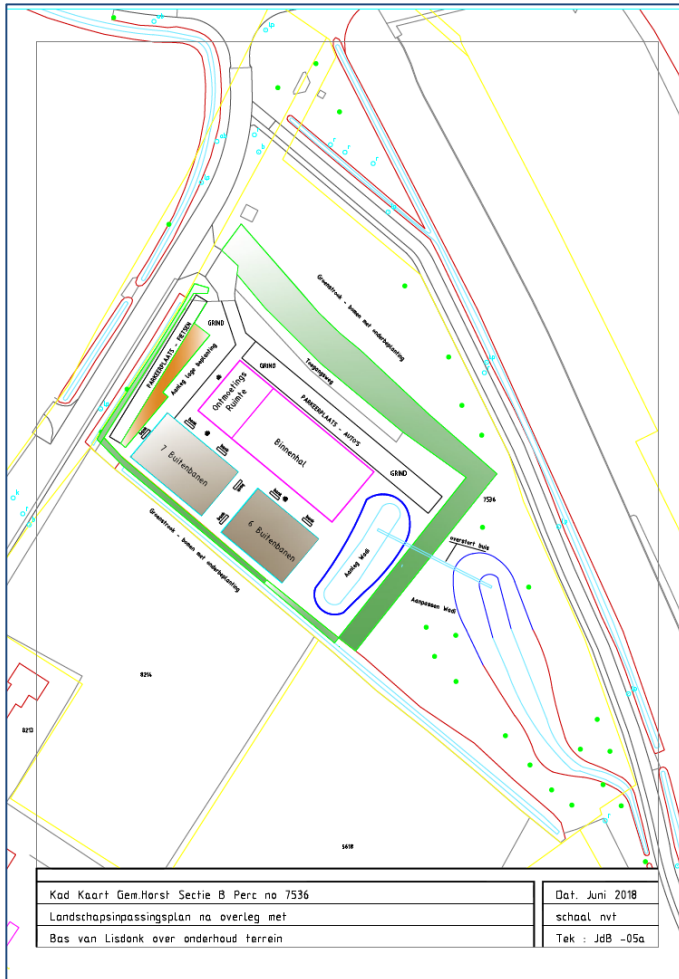 Groenstrook - bomen met onderbeplanting
GRIND
PARKEERPLAATS - FIETSEN
Aanleg lage beplanting
Toegangsweg
GRIND
Ontmoetings
Ruimte
PARKEERPLAATS - AUTOS
Binnenhal
GRIND
7 Buitenbanen
7536
6 Buitenbanen
Groenstrook - bomen met onderbeplanting
Aanleg Wadi
overstort buis
Aanpassen Wadi
8214
8213
5618
Kad Kaart Gem.Horst Sectie B Perc no 7536
Dat. Juni 2018
Landschapsinpassingsplan na overleg met
schaal nvt
Bas van Lisdonk over onderhoud terrein
Tek : JdB -05a